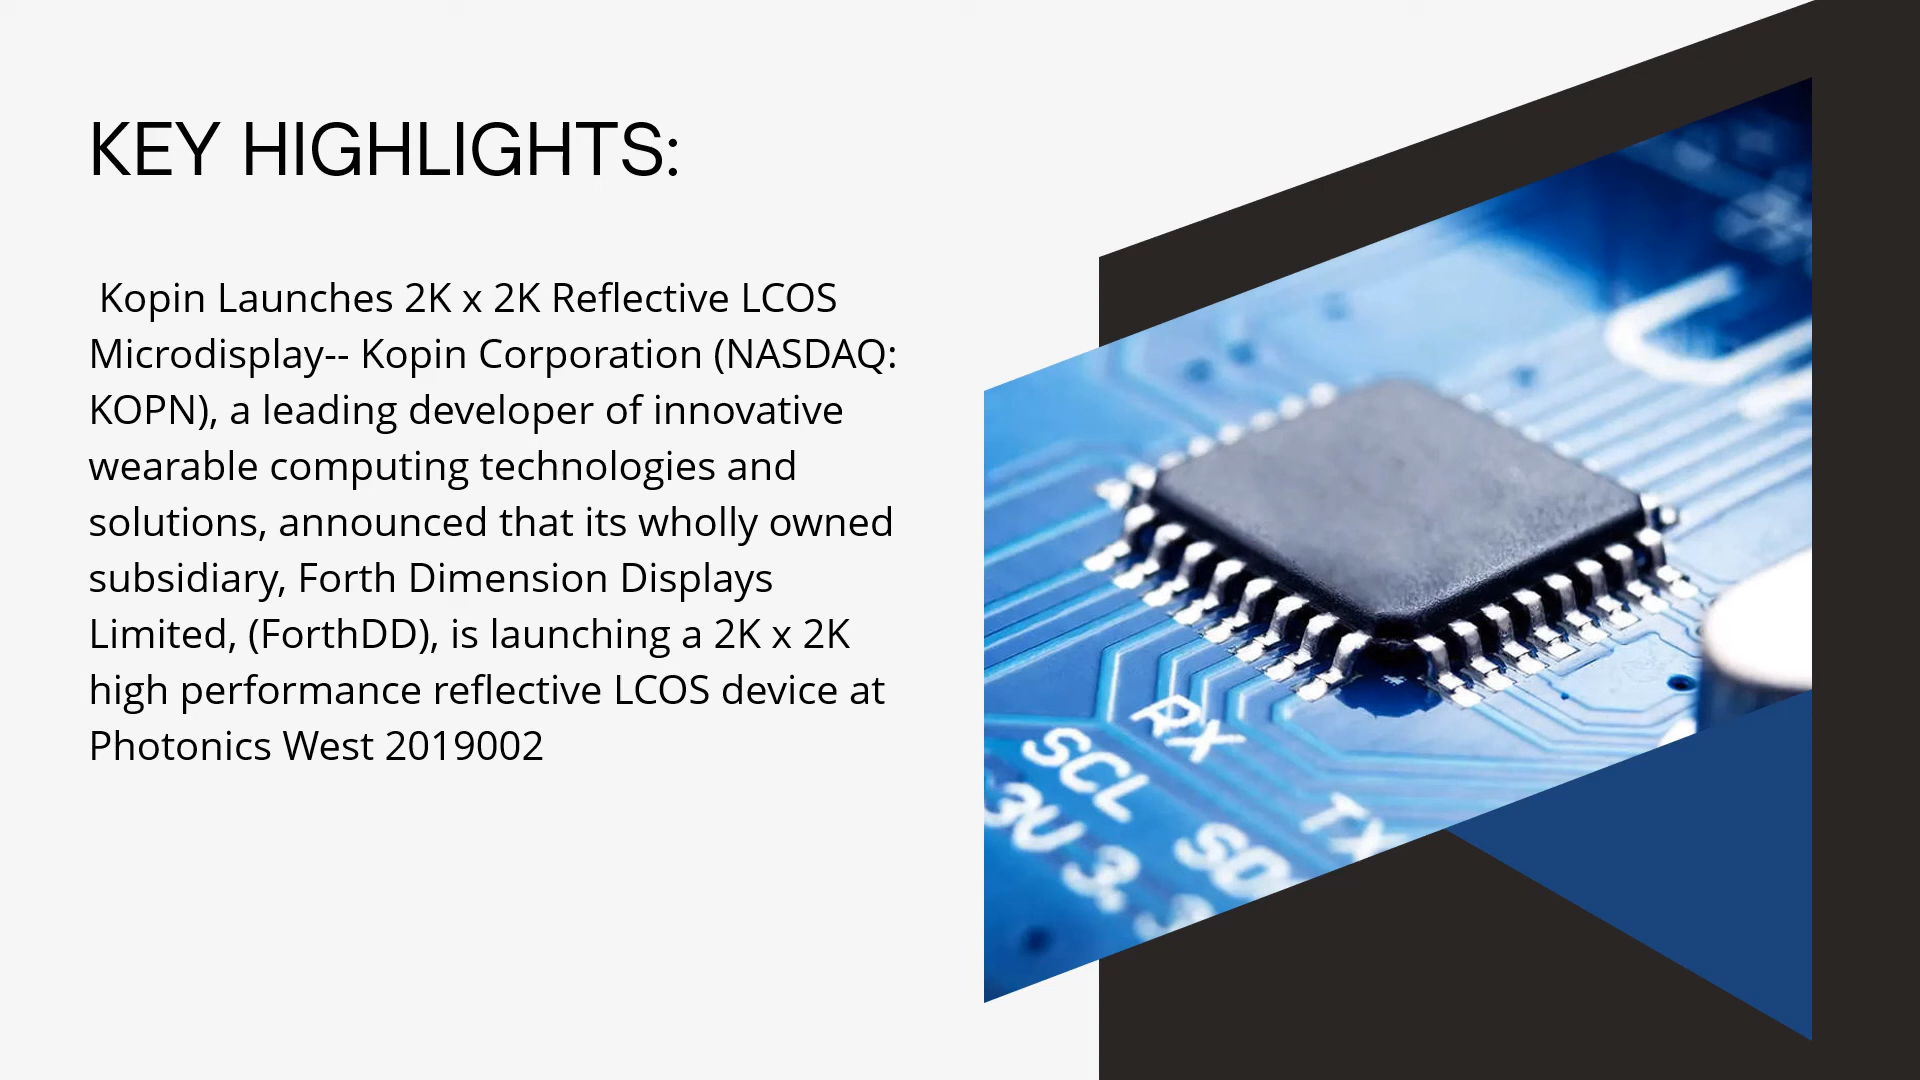 KEY HIGHLIGHTS:
Kopin Launches 2K x 2K Reflective LCOS
Microdisplay-- Kopin Corporation (NASDAQ:
KOPN), a leading developer of innovative
wearable computing technologies and
solutions, announced that its wholly owned
subsidiary, Forth Dimension Displays
Limited, (ForthDD), is launching a 2K x 2K
high performance reflective LCOS device at
Photonics West 2019002
RX
SCL
TX
3V 3.